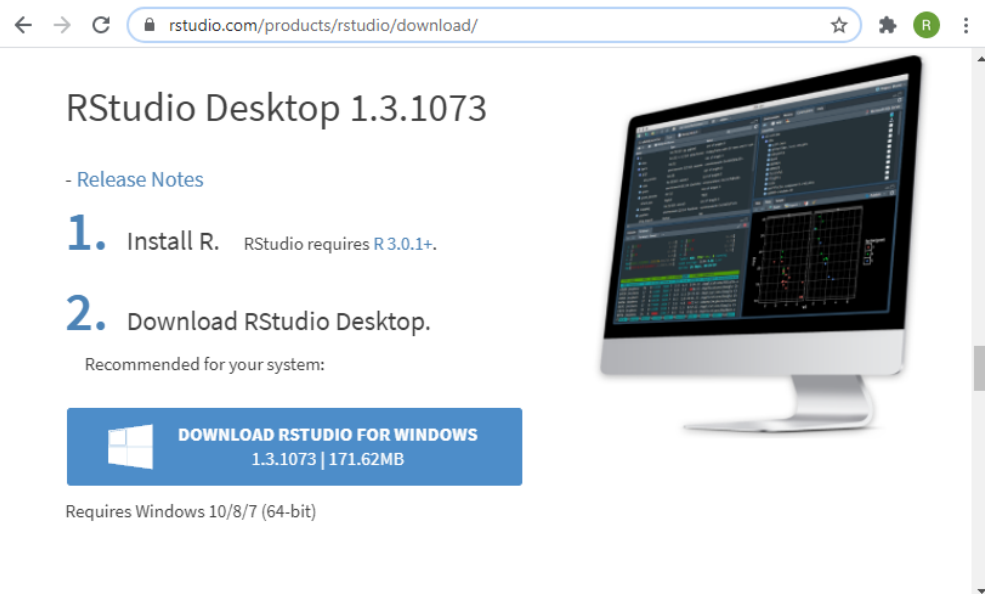 rstudio.com/products/rstudio/download/
R
RStudio Desktop 1.3.1073
- Release Notes
1. Install R. RStudio requires R 3.0.1+.
2. Download RStudio Desktop.
Recommended for your system:
DOWNLOAD RSTUDIO FOR WINDOWS
1.3.1073 | 171.62MB
Requires Windows 10/8/7 (64-bit)